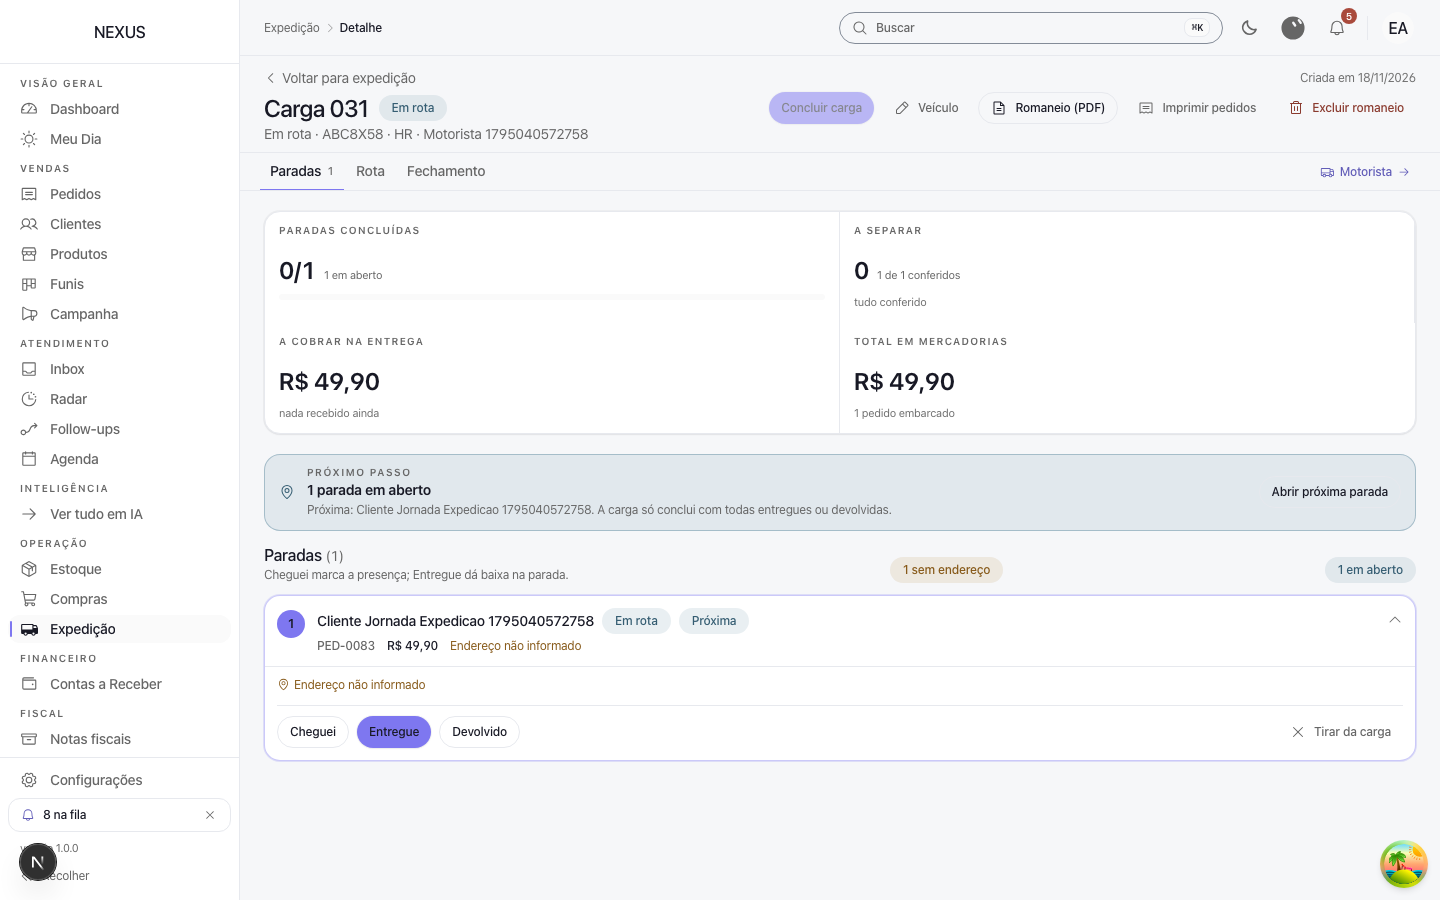 NEXUS
VISÃO GERAL
Dashboard
Meu Dia
VENDAS
Pedidos
Clientes
Produtos
Funis
Campanha
ATENDIMENTO
Inbox
Radar
Follow-ups
Agenda
INTELIGÊNCIA
Ver tudo em IA
OPERAÇÃO
Estoque
Compras
Expedição
FINANCEIRO
Contas a Receber
FISCAL
Notas fiscais
Configurações
8 na fila
1.0.0
N
Expedição > Detalhe
Buscar
⌘K
5
EA
Voltar para expedição
Criada em 18/11/2026
Carga 031 Em rota
Concluir carga Veículo Romaneio (PDF) Imprimir pedidos Excluir romaneio
Em rota · ABC8X58 · HR · Motorista 1795040572758
Paradas 1 Rota Fechamento
Motorista →
PARADAS CONCLUÍDAS
0/1 1 em aberto
A SEPARAR
0 1 de 1 conferidos
tudo conferido
A COBRAR NA ENTREGA
R$ 49,90
nada recebido ainda
TOTAL EM MERCADORIAS
R$ 49,90
1 pedido embarcado
PRÓXIMO PASSO
1 parada em aberto
Próxima: Cliente Jornada Expedicao 1795040572758. A carga só conclui com todas entregues ou devolvidas.
Abrir próxima parada
Paradas (1)
Cheguei marca a presença; Entregue dá baixa na parada.
1 sem endereço
1 em aberto
1 Cliente Jornada Expedicao 1795040572758 Em rota Próxima
PED-0083 R$ 49,90 Endereço não informado
Endereço não informado
Cheguei Entregue Devolvido
Tirar da carga